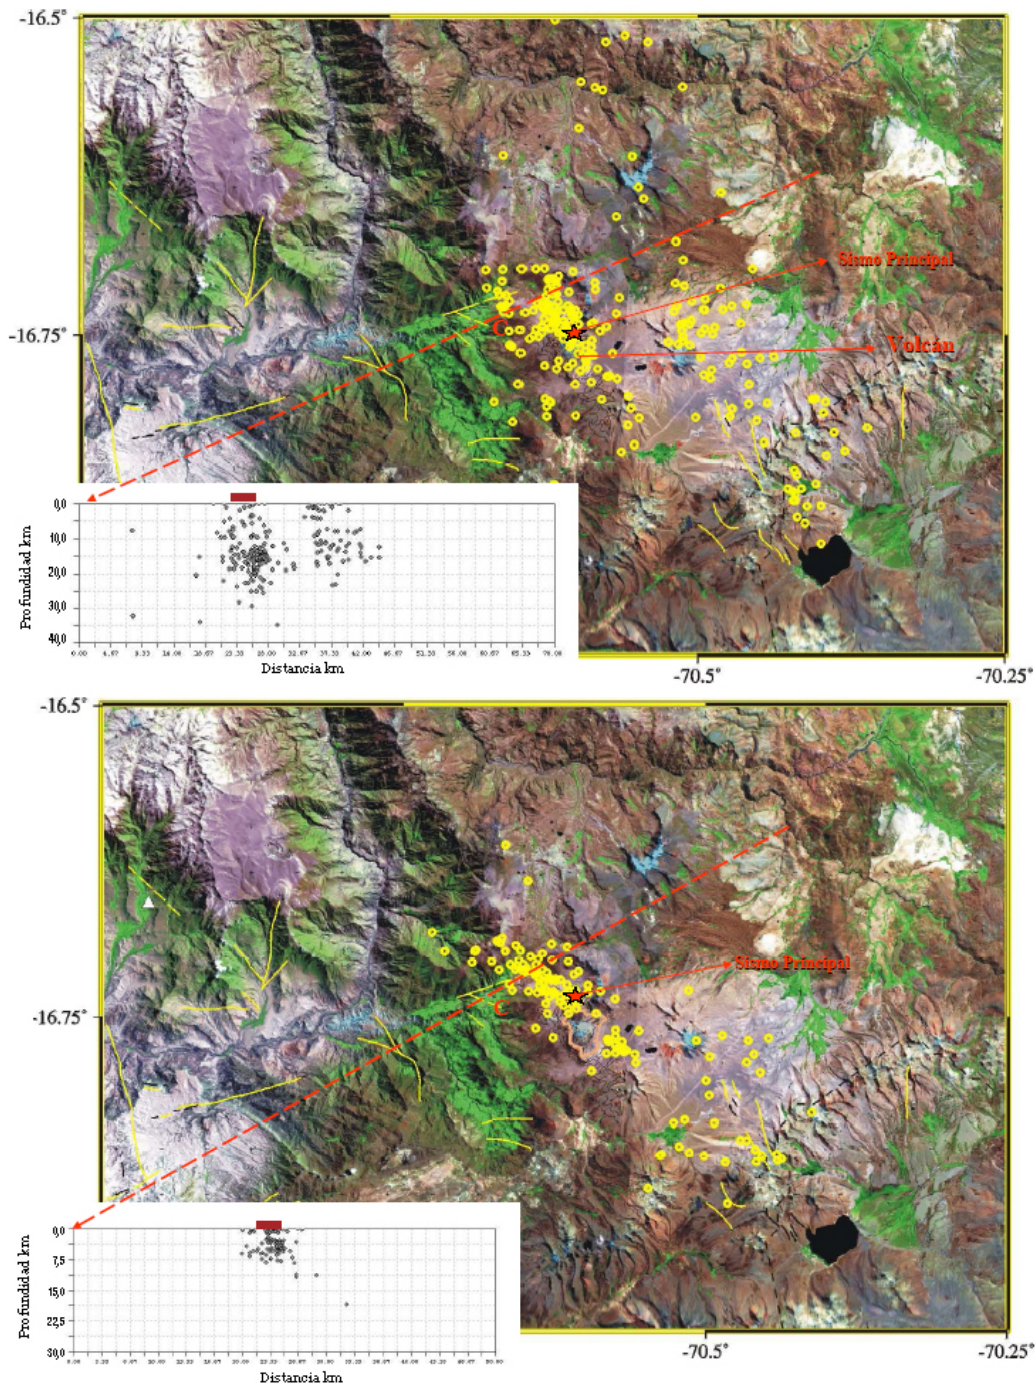 -16.5°
Sismo Principal
C
-16.75°
Volcán
0,0
10,0
20,0
30,0
40,0
Profundidad km
0.00
Distancia km
-70.5°
-70.25°
-16.5°
Sismo Principal
C
-16.75°
0,0
7,5
15,0
22,5
30,0
Profundidad km
Distancia km
-70.5°
-70.25°